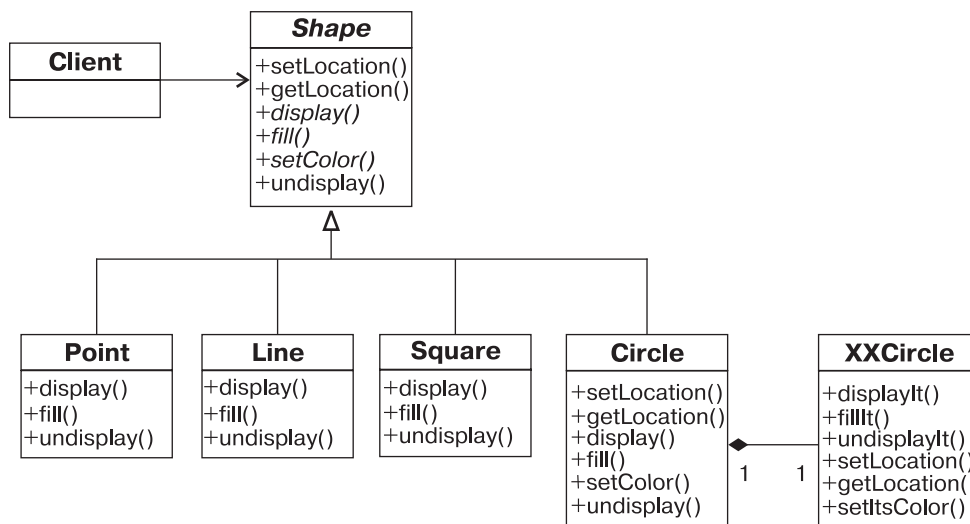 Client
Shape
+setLocation()
+getLocation()
+display()
+fill()
+setColor()
+undisplay()
Point
+display()
+fill()
+undisplay()
Line
+display()
+fill()
+undisplay()
Square
+display()
+fill()
+undisplay()
Circle
+setLocation()
+getLocation()
+display()
+fill()
+setColor()
+undisplay()
1
1
XXCircle
+displayIt()
+fillIt()
+undisplayIt()
+setLocation()
+getLocation()
+setItsColor()